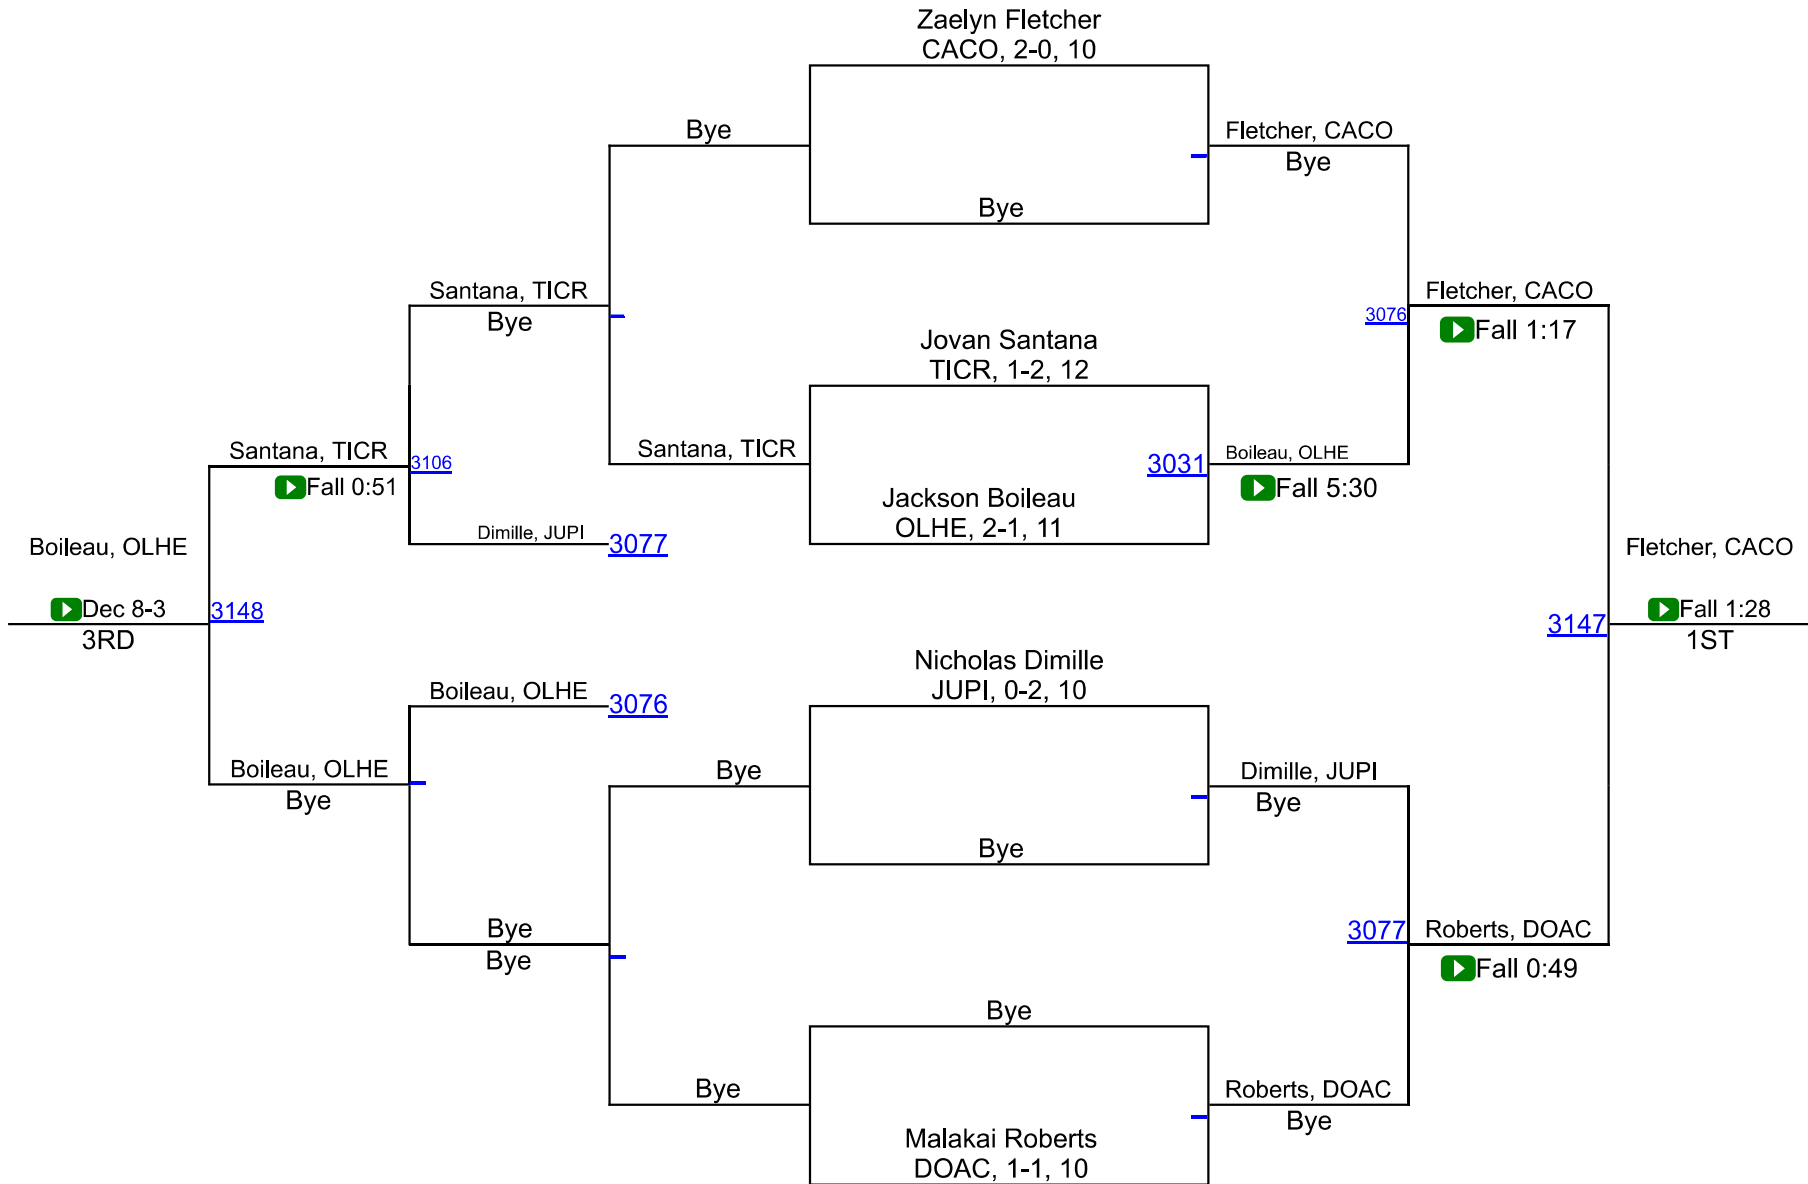 Zaelyn Fletcher
CACO, 2-0, 10
Bye
Fletcher, CACO
Bye
Bye
Santana, TICR
Bye
Fletcher, CACO
3076
Fall 1:17
Jovan Santana
TICR, 1-2, 12
Santana, TICR
3106
Fall 0:51
Santana, TICR
3031
Boileau, OLHE
Fall 5:30
Jackson Boileau
OLHE, 2-1, 11
Dimille, JUPI
3077
Boileau, OLHE
Dec 8-3
3148
3RD
Fletcher, CACO
3147
Fall 1:28
1ST
Nicholas Dimille
JUPI, 0-2, 10
Boileau, OLHE
3076
Boileau, OLHE
Bye
Bye
Dimille, JUPI
Bye
Bye
Bye
Bye
3077
Roberts, DOAC
Fall 0:49
Bye
Bye
Roberts, DOAC
Bye
Malakai Roberts
DOAC, 1-1, 10